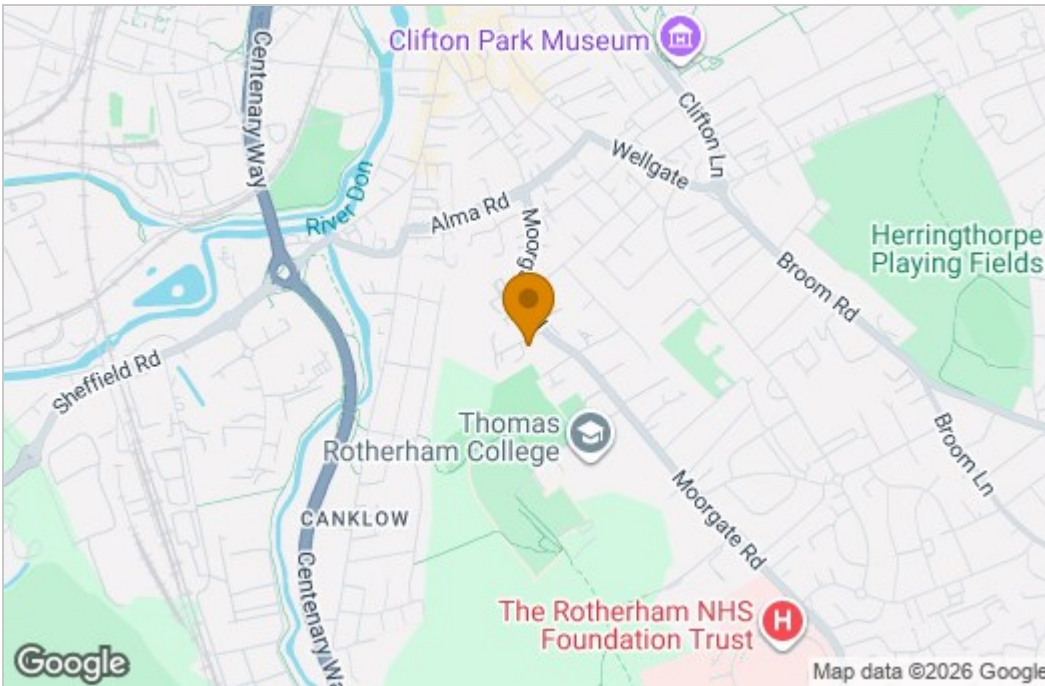 Clifton Park Museum
Centenary Way
Clifton Ln
Wellgate
River Don
Alma Rd
Moorg
Herringthorpe
Playing Fields
Broom Rd
Sheffield Rd
Thomas
Rotherham College
Broom Ln
Moorgate Rd
CANKLOW
Centenary Wa
The Rotherham NHS
Foundation Trust
H
Google
Map data ©2026 Google